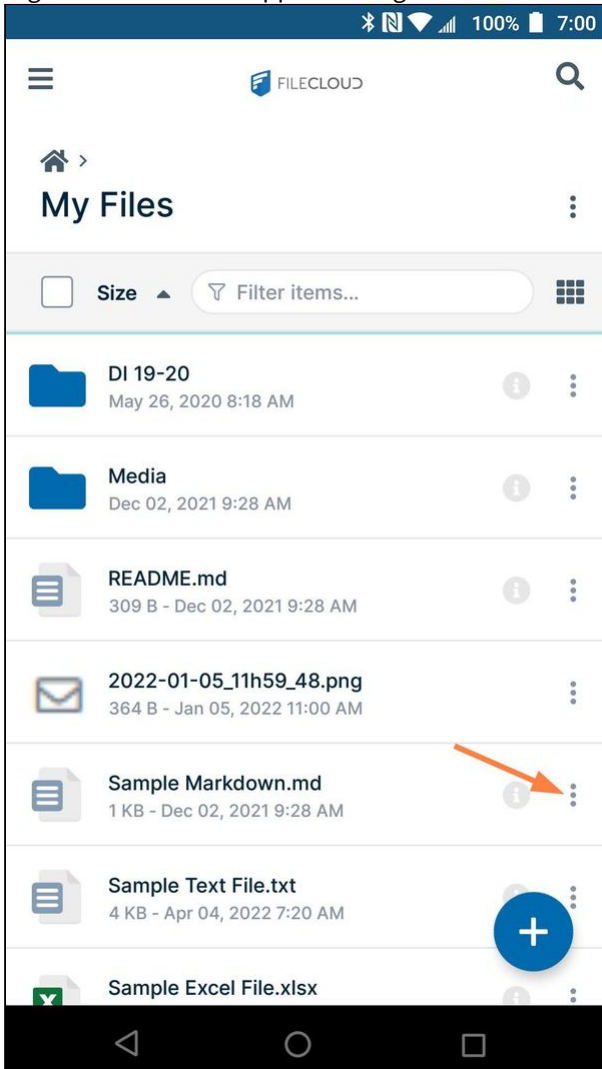 100% 7:00
FILECLOUD
My Files
Size Filter items...
DI 19-20
May 26, 2020 8:18 AM
Media
Dec 02, 2021 9:28 AM
README.md
309 B - Dec 02, 2021 9:28 AM
2022-01-05_11h59_48.png
364 B - Jan 05, 2022 11:00 AM
Sample Markdown.md
1 KB - Dec 02, 2021 9:28 AM
Sample Text File.txt
4 KB - Apr 04, 2022 7:20 AM
Sample Excel File.xlsx